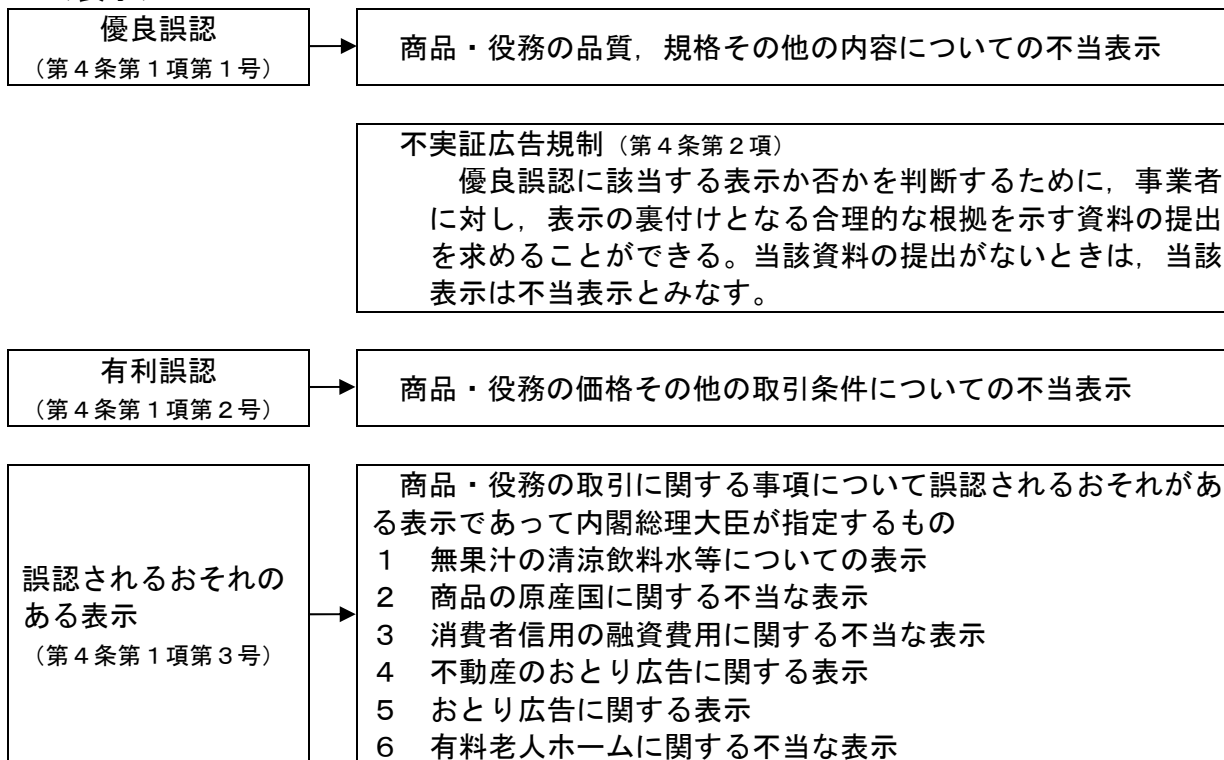 優良誤認
（第４条第１項第１号）
商品・役務の品質，規格その他の内容についての不当表示
不実証広告規制（第４条第２項）
優良誤認に該当する表示か否かを判断するために，事業者
に対し，表示の裏付けとなる合理的な根拠を示す資料の提出
を求めることができる。当該資料の提出がないときは，当該
表示は不当表示とみなす。
有利誤認
（第４条第１項第２号）
商品・役務の価格その他の取引条件についての不当表示
誤認されるおそれの
ある表示
（第４条第１項第３号）
商品・役務の取引に関する事項について誤認されるおそれがあ
る表示であって内閣総理大臣が指定するもの
１　無果汁の清涼飲料水等についての表示
２　商品の原産国に関する不当な表示
３　消費者信用の融資費用に関する不当な表示
４　不動産のおとり広告に関する表示
５　おとり広告に関する表示
６　有料老人ホームに関する不当な表示